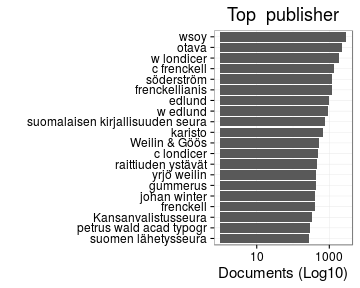 Top publisher
wsoy
otava
w londicer
c frenckell
söderström
frenckellianis
edlund
w edlund
suomalaisen kirjallisuuden seura
karisto
Weilin & Göös
c londicer
raittiuden ystävät
yrjö weilin
gummerus
johan winter
frenckell
Kansanvalistusseura
petrus wald acad typogr
suomen lähetysseura
10 1000
Documents (Log10)